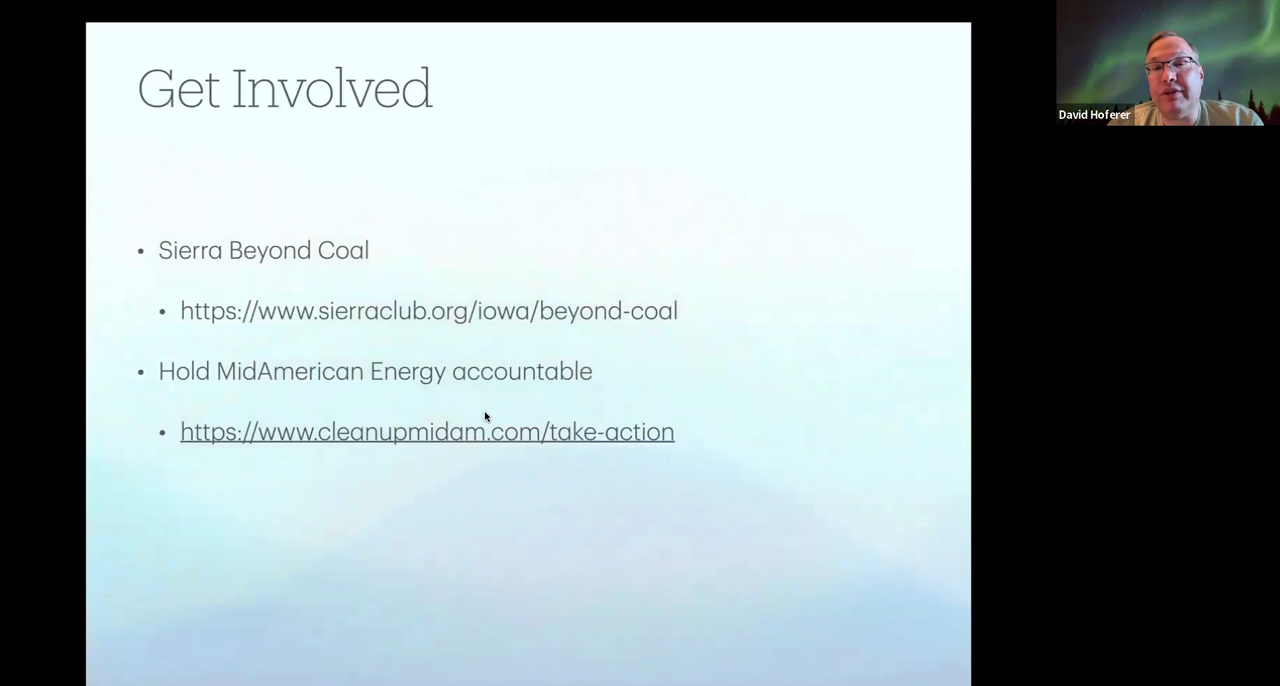 Get Involved
• Sierra Beyond Coal
• https://www.sierraclub.org/iowa/beyond-coal
• Hold MidAmerican Energy accountable
• https://www.cleanupmidam.com/take-action
David Hoferer